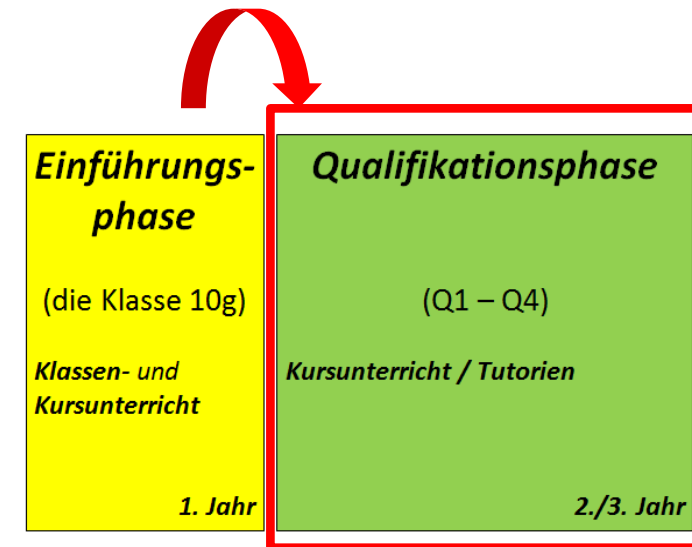 Einführungs-
phase
(die Klasse 10g)
Klassen- und
Kursunterricht
1. Jahr
Qualifikationsphase
(Q1 – Q4)
Kursunterricht / Tutorien
2./3. Jahr